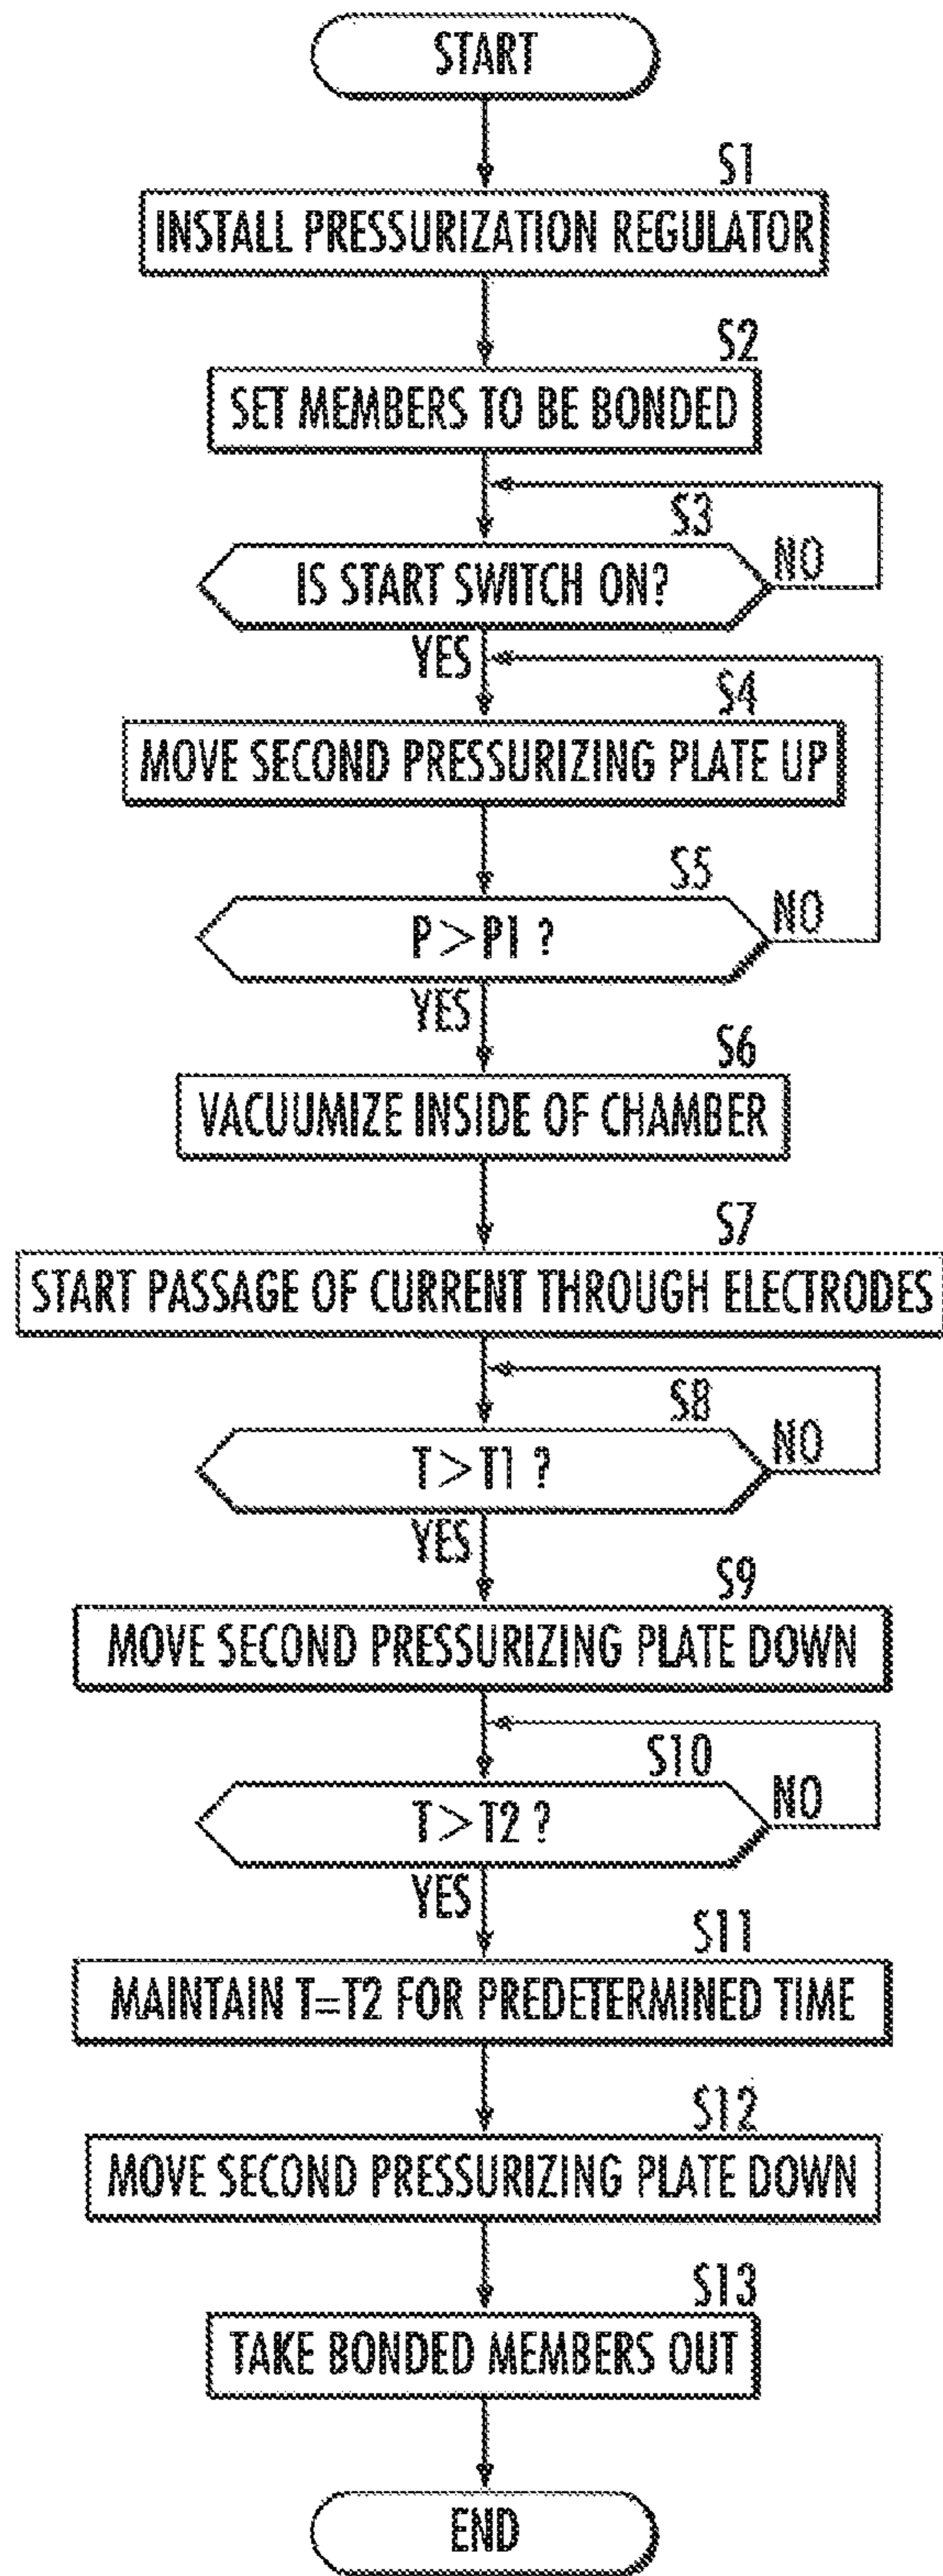 START
S1
INSTALL PRESSURIZATION REGULATOR
S2
SET MEMBERS TO BE BONDED
S3
IS START SWITCH ON?
NO
YES
S4
MOVE SECOND PRESSURIZING PLATE UP
S5
P>P1 ?
NO
YES
S6
VACUUMIZE INSIDE OF CHAMBER
S7
START PASSAGE OF CURRENT THROUGH ELECTRODES
S8
T>T1 ?
NO
YES
S9
MOVE SECOND PRESSURIZING PLATE DOWN
S10
T>T2 ?
NO
YES
S11
MAINTAIN T=T2 FOR PREDETERMINED TIME
S12
MOVE SECOND PRESSURIZING PLATE DOWN
S13
TAKE BONDED MEMBERS OUT
END